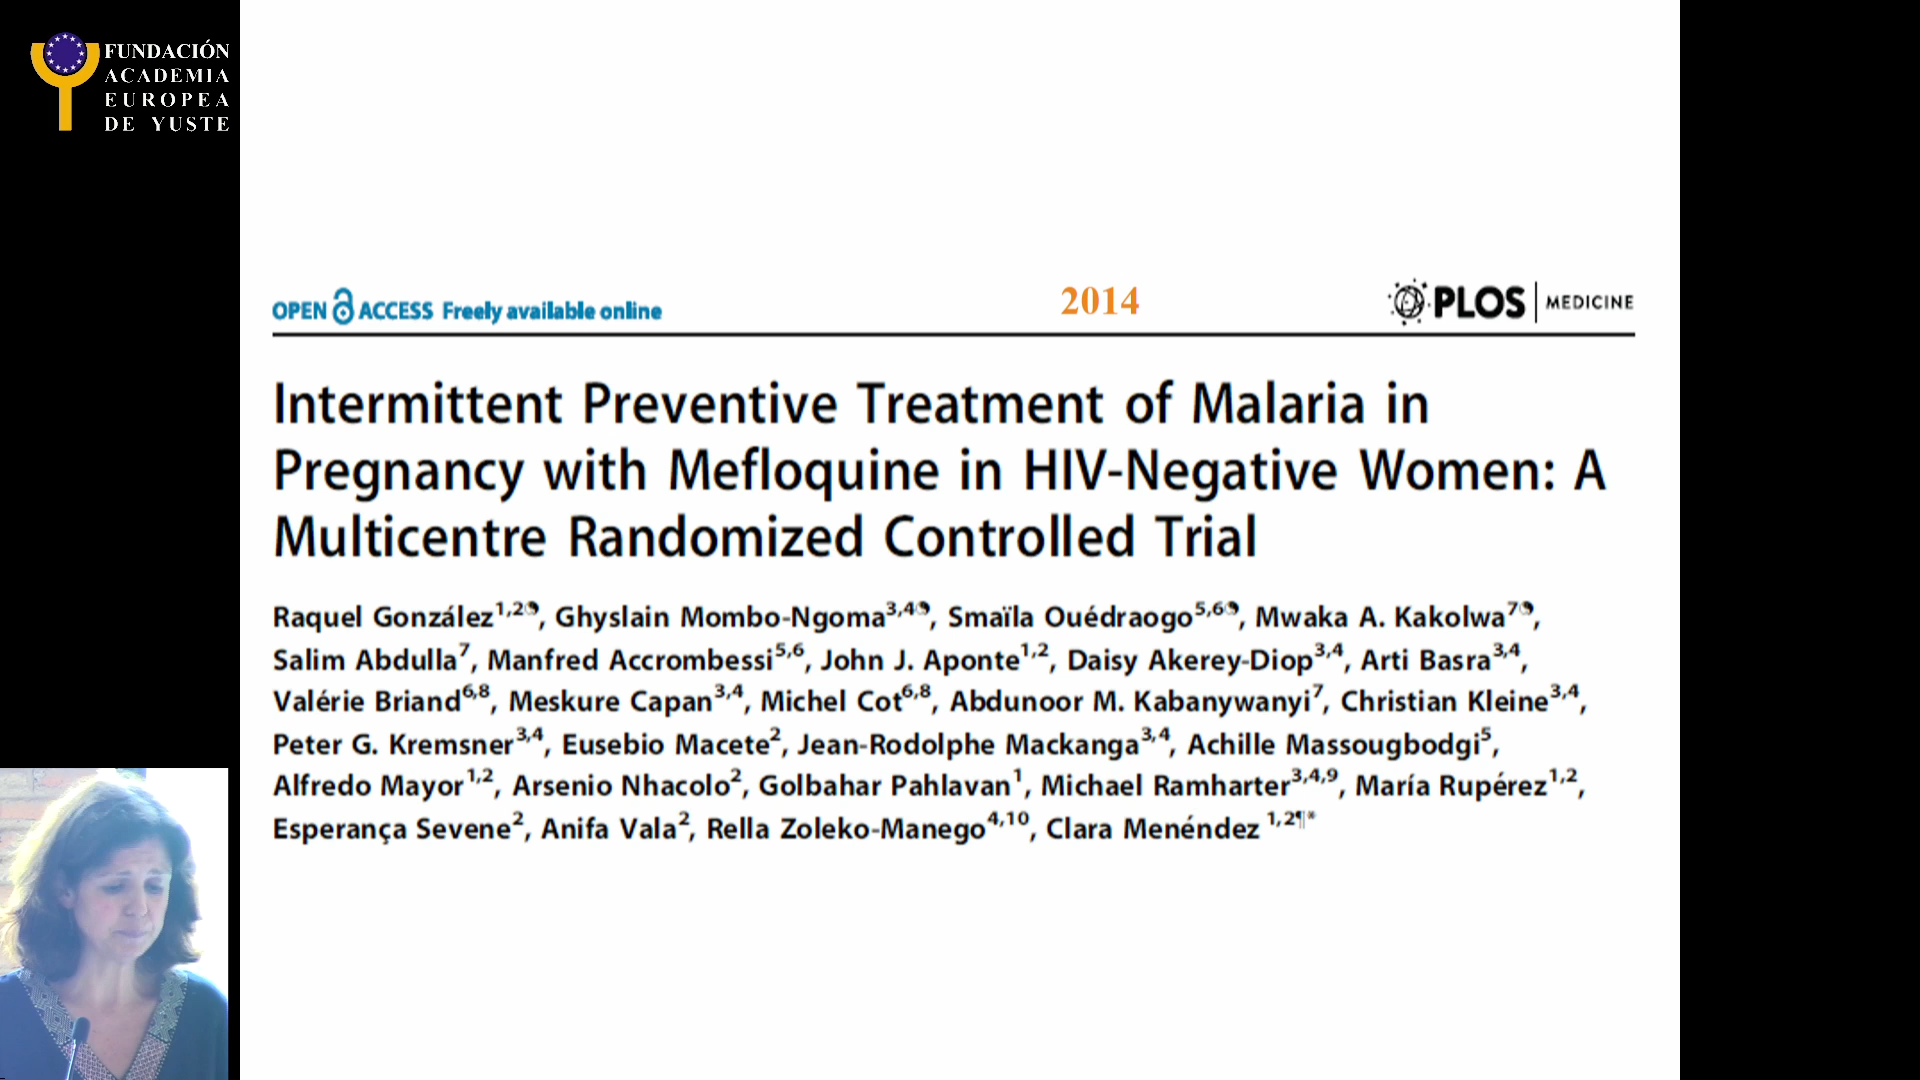 FUNDACIÓN
ACADEMIA
EUROPEA
DE YUSTE
OPEN ACCESS Freely available online
2014
PLOS | MEDICINE
Intermittent Preventive Treatment of Malaria in
Pregnancy with Mefloquine in HIV-Negative Women: A
Multicentre Randomized Controlled Trial
Raquel González1,2, Ghyslain Mombo-Ngoma3,4, Smaïla Ouédraogo5,6, Mwaka A. Kakolwa7,
Salim Abdulla7, Manfred Accrombessi5,6, John J. Aponte1,2, Daisy Akerey-Diop3,4, Arti Basra3,4,
Valérie Briand6,8, Meskure Capan3,4, Michel Cot6,8, Abdunoor M. Kabanywanyi7, Christian Kleine3,4,
Peter G. Kremsner3,4, Eusebio Macete2, Jean-Rodolphe Mackanga3,4, Achille Massougbodgi5,
Alfredo Mayor1,2, Arsenio Nhacolo2, Golbahar Pahlavan1, Michael Ramharter3,4,9, María Rupérez1,2,
Esperança Sevene2, Anifa Vala2, Rella Zoleko-Manego4,10, Clara Menéndez 1,2¶*